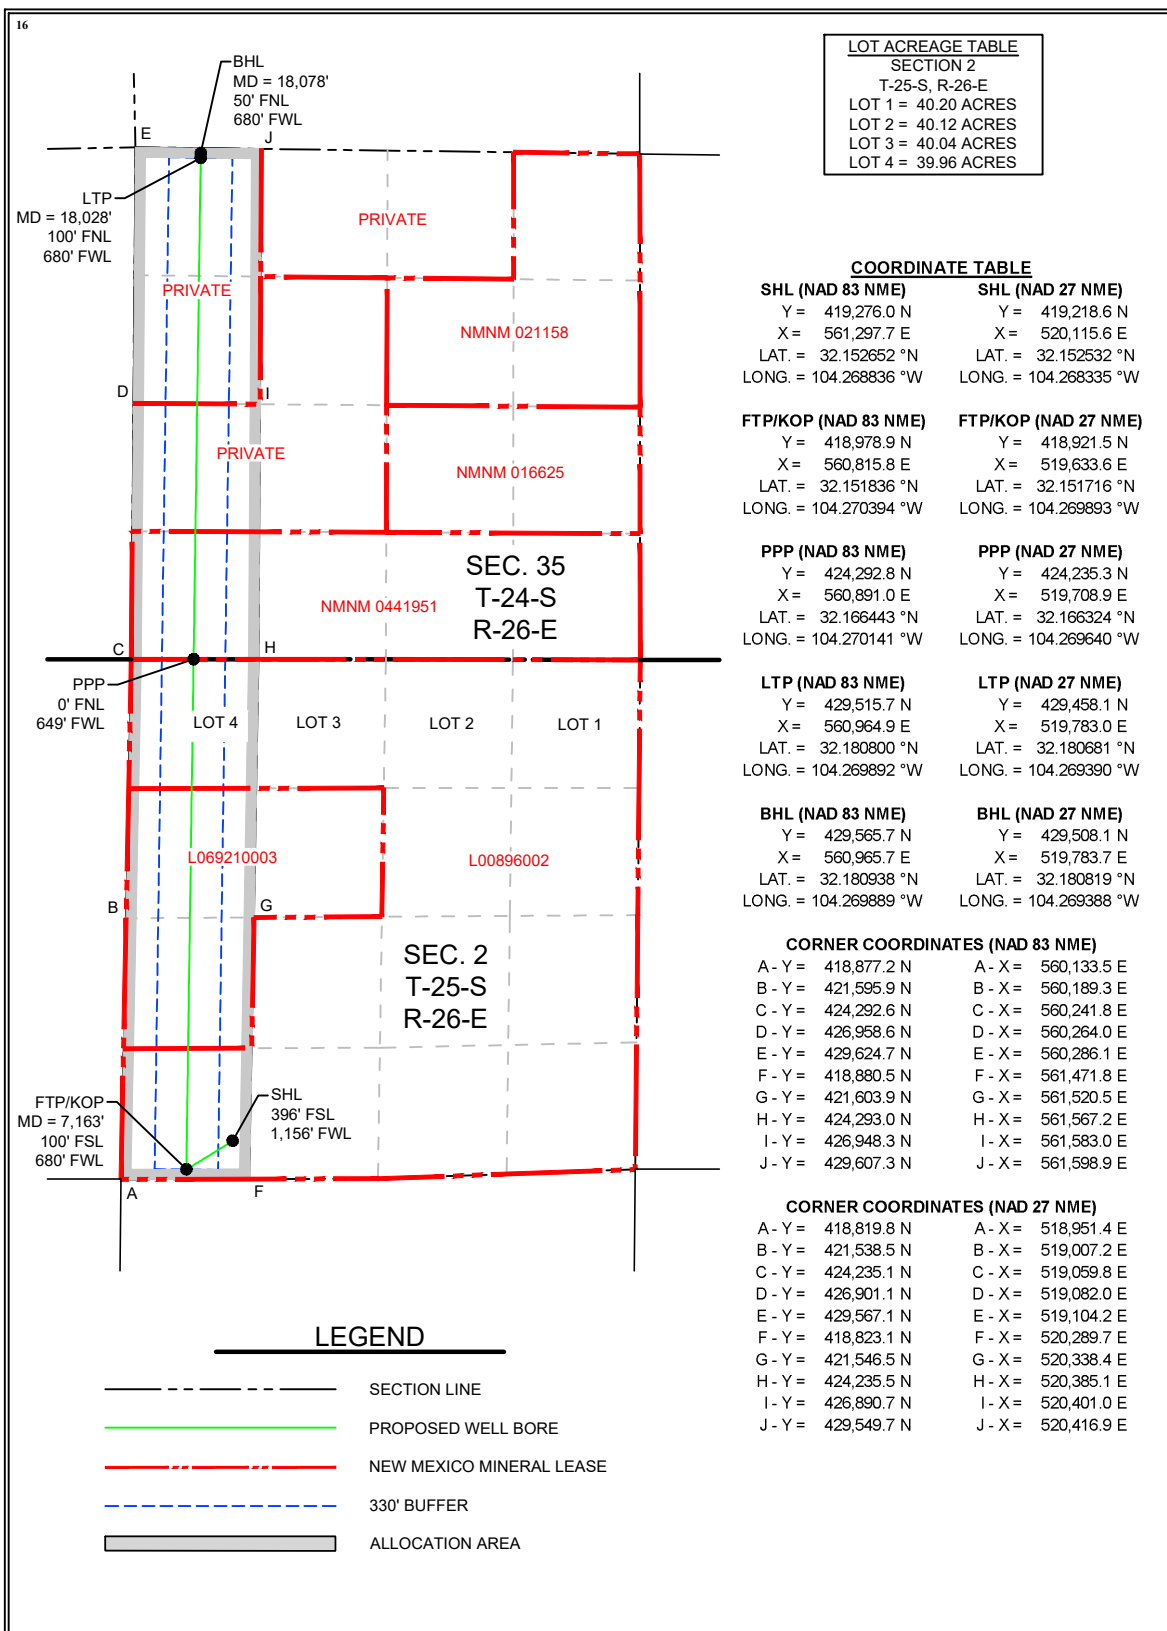 16
BHL
MD = 18,078'
50' FNL
680' FWL
E
J
LTP
MD = 18,028'
100' FNL
680' FWL
PRIVATE
PRIVATE
NMNM 021158
D
I
PRIVATE
NMNM 016625
SEC. 35
T-24-S
R-26-E
NMNM 0441951
C
H
PPP
0' FNL
649' FWL
LOT 4
LOT 3
LOT 2
LOT 1
L069210003
L00896002
B
G
SEC. 2
T-25-S
R-26-E
FTP/KOP
MD = 7,163'
100' FSL
680' FWL
SHL
396' FSL
1,156' FWL
A
F
LEGEND
SECTION LINE
PROPOSED WELL BORE
NEW MEXICO MINERAL LEASE
330' BUFFER
ALLOCATION AREA
LOT ACREAGE TABLE
SECTION 2
T-25-S, R-26-E
LOT 1 = 40.20 ACRES
LOT 2 = 40.12 ACRES
LOT 3 = 40.04 ACRES
LOT 4 = 39.96 ACRES
COORDINATE TABLE
SHL (NAD 83 NME) SHL (NAD 27 NME)
Y = 419,276.0 N Y = 419,218.6 N
X = 561,297.7 E X = 520,115.6 E
LAT. = 32.152652 °N LAT. = 32.152532 °N
LONG. = 104.268836 °W LONG. = 104.268335 °W
FTP/KOP (NAD 83 NME) FTP/KOP (NAD 27 NME)
Y = 418,978.9 N Y = 418,921.5 N
X = 560,815.8 E X = 519,633.6 E
LAT. = 32.151836 °N LAT. = 32.151716 °N
LONG. = 104.270394 °W LONG. = 104.269893 °W
PPP (NAD 83 NME) PPP (NAD 27 NME)
Y = 424,292.8 N Y = 424,235.3 N
X = 560,891.0 E X = 519,708.9 E
LAT. = 32.166443 °N LAT. = 32.166324 °N
LONG. = 104.270141 °W LONG. = 104.269640 °W
LTP (NAD 83 NME) LTP (NAD 27 NME)
Y = 429,515.7 N Y = 429,458.1 N
X = 560,964.9 E X = 519,783.0 E
LAT. = 32.180800 °N LAT. = 32.180681 °N
LONG. = 104.269892 °W LONG. = 104.269390 °W
BHL (NAD 83 NME) BHL (NAD 27 NME)
Y = 429,565.7 N Y = 429,508.1 N
X = 560,965.7 E X = 519,783.7 E
LAT. = 32.180938 °N LAT. = 32.180819 °N
LONG. = 104.269889 °W LONG. = 104.269388 °W
CORNER COORDINATES (NAD 83 NME)
A - Y = 418,877.2 N A - X = 560,133.5 E
B - Y = 421,595.9 N B - X = 560,189.3 E
C - Y = 424,292.6 N C - X = 560,241.8 E
D - Y = 426,958.6 N D - X = 560,264.0 E
E - Y = 429,624.7 N E - X = 560,286.1 E
F - Y = 418,880.5 N F - X = 561,471.8 E
G - Y = 421,603.9 N G - X = 561,520.5 E
H - Y = 424,293.0 N H - X = 561,567.2 E
I - Y = 426,948.3 N I - X = 561,583.0 E
J - Y = 429,607.3 N J - X = 561,598.9 E
CORNER COORDINATES (NAD 27 NME)
A - Y = 418,819.8 N A - X = 518,951.4 E
B - Y = 421,538.5 N B - X = 519,007.2 E
C - Y = 424,235.1 N C - X = 519,059.8 E
D - Y = 426,901.1 N D - X = 519,082.0 E
E - Y = 429,567.1 N E - X = 519,104.2 E
F - Y = 418,823.1 N F - X = 520,289.7 E
G - Y = 421,546.5 N G - X = 520,338.4 E
H - Y = 424,235.5 N H - X = 520,385.1 E
I - Y = 426,890.7 N I - X = 520,401.0 E
J - Y = 429,549.7 N J - X = 520,416.9 E